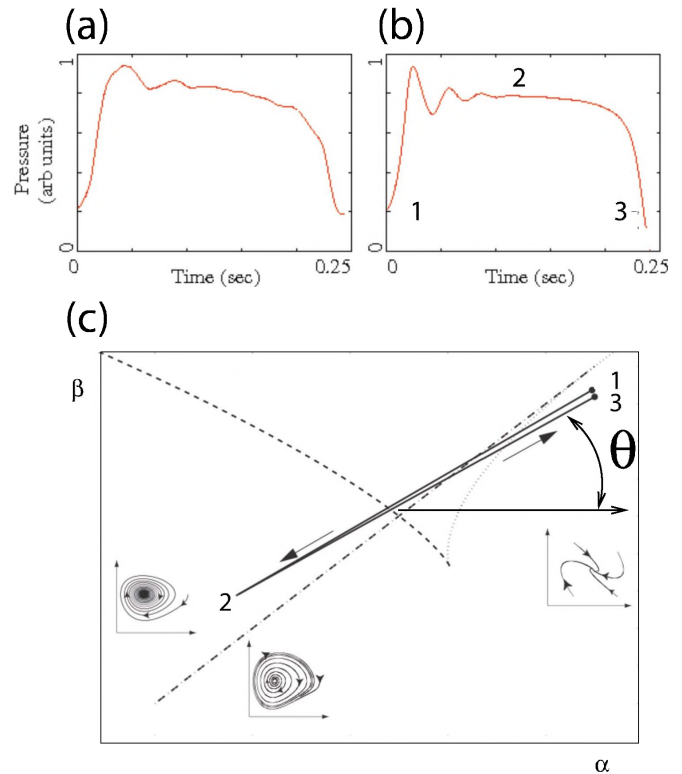 (a)
(b)
1
Pressure
(arb units)
0
0
0.25
Time (sec)
1
2
1
3
0
0
0.25
Time (sec)
(c)
β
1
3
θ
2
α